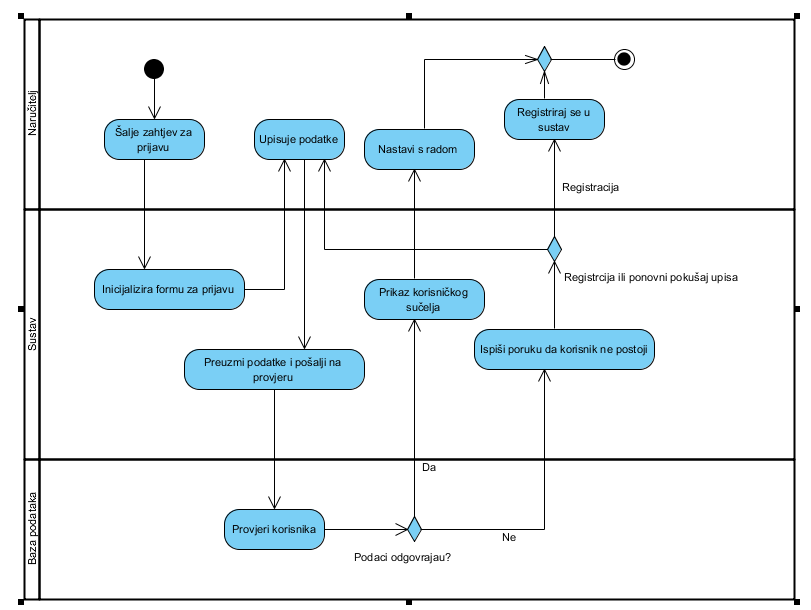 Naručitelj
Šalje zahtjev za
prijavu
Upisuje podatke
Nastavi s radom
Registriraj se u
sustav
Registracija
Sustav
Inicijalizira formu za prijavu
Prikaz korisničkog
sučelja
Registrcija ili ponovni pokušaj upisa
Ispiši poruku da korisnik ne postoji
Preuzmi podatke i pošalji na
provjeru
Baza podataka
Da
Provjeri korisnika
Ne
Podaci odgovrajau?